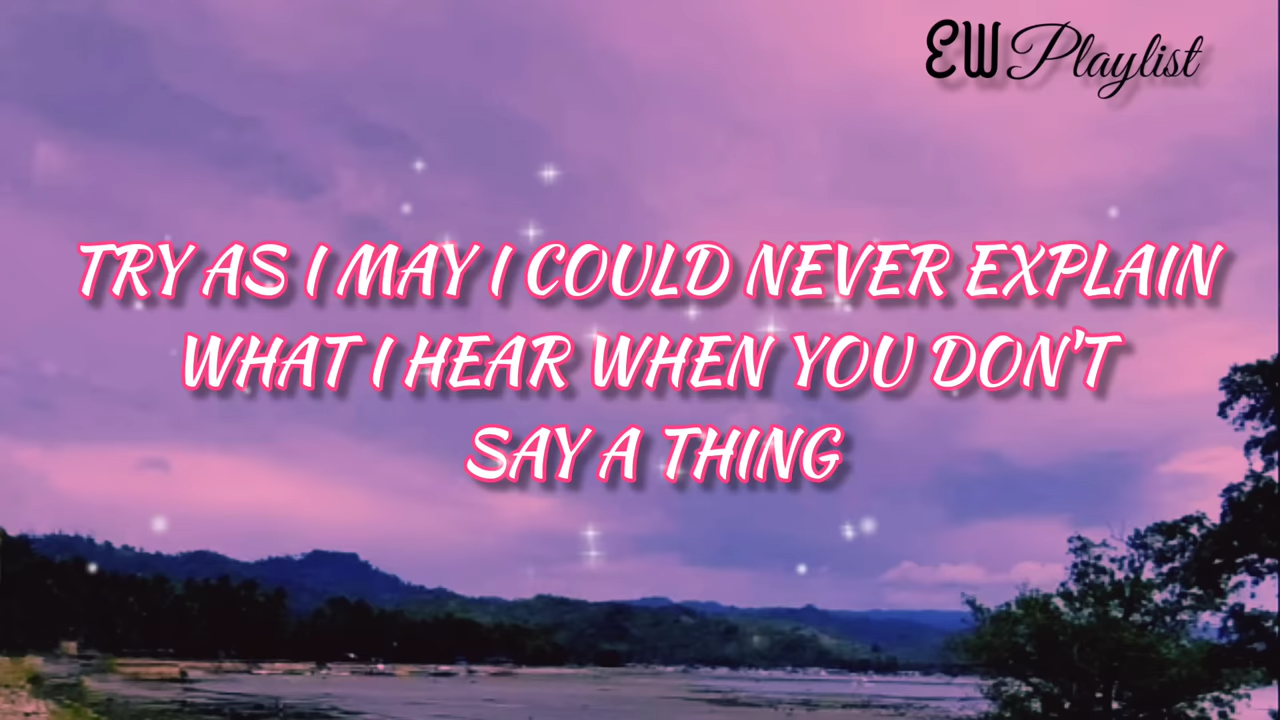 EW Playlist
TRY AS I MAY I COULD NEVER EXPLAIN
WHAT I HEAR WHEN YOU DON'T
SAY A THING